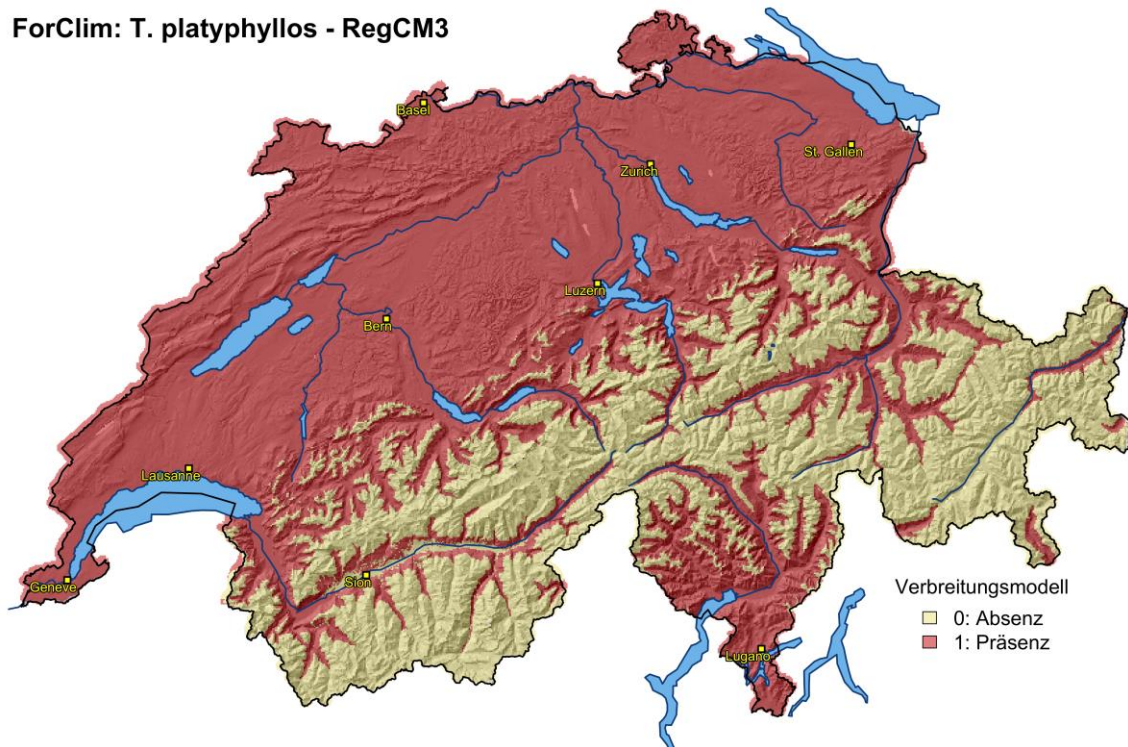 ForClim: T. platyphyllos - RegCM3
Basel
St. Gallen
Zurich
Luzern
Bern
Lausanne
Sion
Geneve
Verbreitungsmodell
0: Absenz
1: Präsenz
Lugano